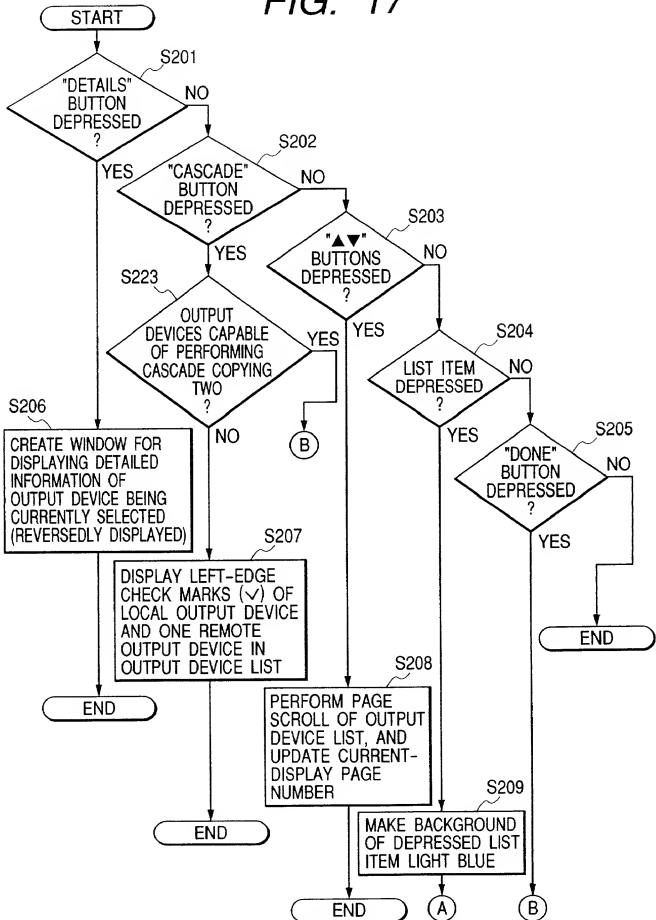 FIG. 17
START
S201
"DETAILS"
BUTTON
DEPRESSED
?
NO
YES
S202
"CASCADE"
BUTTON
DEPRESSED
?
NO
YES
S203
"▲▼"
BUTTONS
DEPRESSED
?
NO
YES
S223
OUTPUT
DEVICES CAPABLE
OF PERFORMING
CASCADE COPYING
TWO
?
YES
NO
B
S204
LIST ITEM
DEPRESSED
?
NO
YES
S205
"DONE"
BUTTON
DEPRESSED
?
NO
YES
END
S206
CREATE WINDOW FOR
DISPLAYING DETAILED
INFORMATION OF
OUTPUT DEVICE BEING
CURRENTLY SELECTED
(REVERSEDLY DISPLAYED)
END
S207
DISPLAY LEFT-EDGE
CHECK MARKS (✓) OF
LOCAL OUTPUT DEVICE
AND ONE REMOTE
OUTPUT DEVICE IN
OUTPUT DEVICE LIST
END
S208
PERFORM PAGE
SCROLL OF OUTPUT
DEVICE LIST, AND
UPDATE CURRENT-
DISPLAY PAGE
NUMBER
END
S209
MAKE BACKGROUND
OF DEPRESSED LIST
ITEM LIGHT BLUE
A
B